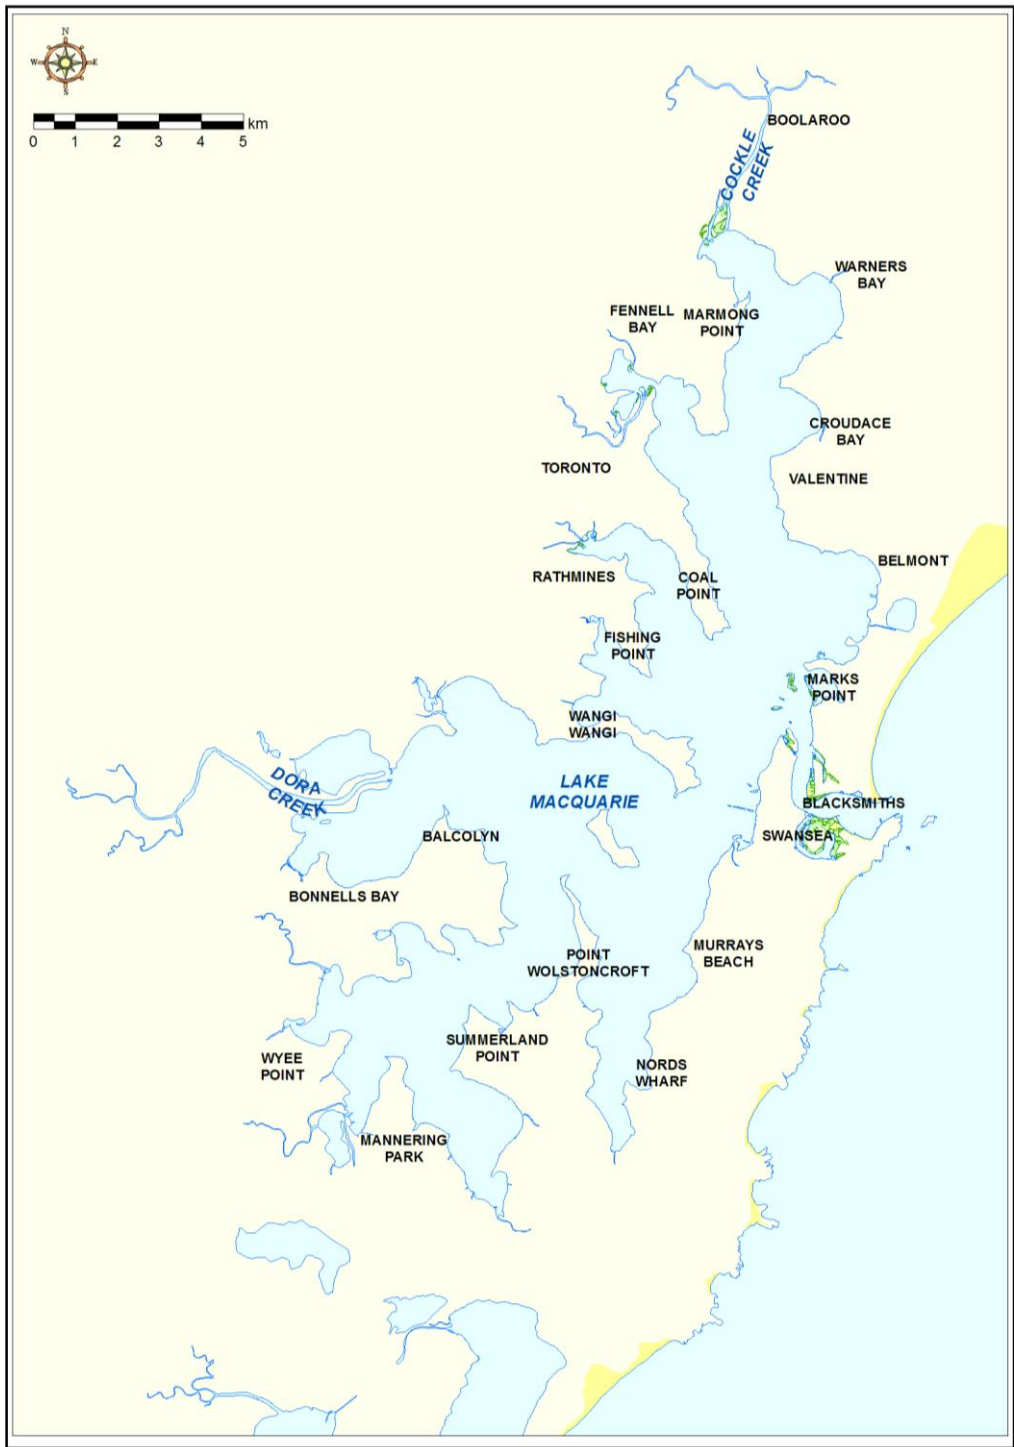 N
W E
S
km
0 1 2 3 4 5
BOOLAROO
COCKLE
CREEK
WARNERS
BAY
FENNELL
BAY
MARMONG
POINT
CROUDACE
BAY
TORONTO
VALENTINE
BELMONT
RATHMINES
COAL
POINT
FISHING
POINT
MARKS
POINT
WANGI
WANGI
DORA
CREEK
LAKE
MACQUARIE
BLACKSMITHS
BALCOLYN
SWANSEA
BONNELLS BAY
MURRAYS
BEACH
POINT
WOLSTONCROFT
SUMMERLAND
POINT
WYEE
POINT
NORDS
WHARF
MANNERING
PARK